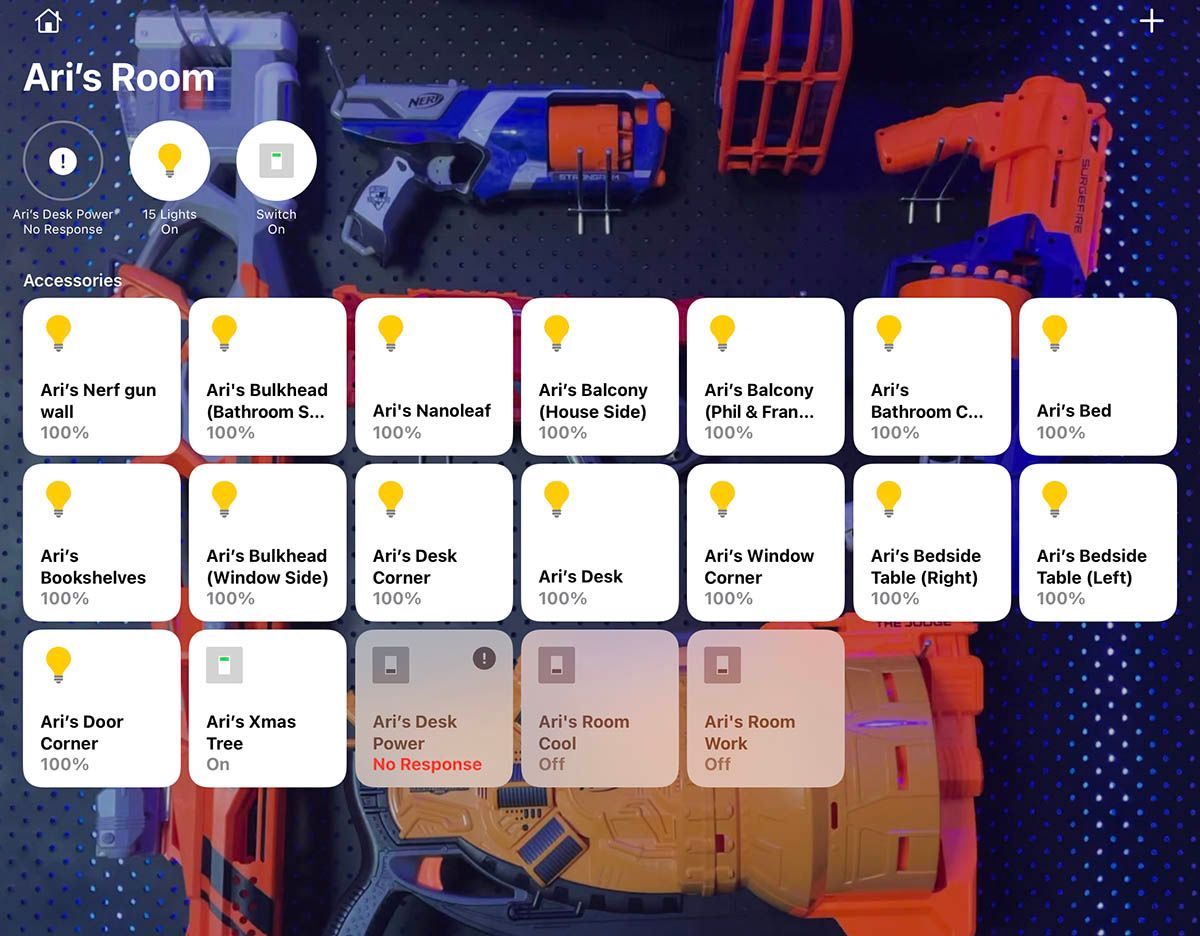 Ari's Room
!
Ari's Desk Power
No Response
15 Lights
On
Switch
On
NERF
STRONGARM
SURGEFIRE
Accessories
Ari's Nerf gun
wall
100%
Ari's Bulkhead
(Bathroom S...
100%
Ari's Nanoleaf
100%
Ari's Balcony
(House Side)
100%
Ari's Balcony
(Phil & Fran...
100%
Ari's
Bathroom C...
100%
Ari's Bed
100%
Ari's
Bookshelves
100%
Ari's Bulkhead
(Window Side)
100%
Ari's Desk
Corner
100%
Ari's Desk
100%
Ari's Window
Corner
100%
Ari's Bedside
Table (Right)
100%
Ari's Bedside
Table (Left)
100%
THE JUDGE
Ari's Door
Corner
100%
Ari's Xmas
Tree
On
!
Ari's Desk
Power
No Response
Ari's Room
Cool
Off
Ari's Room
Work
Off